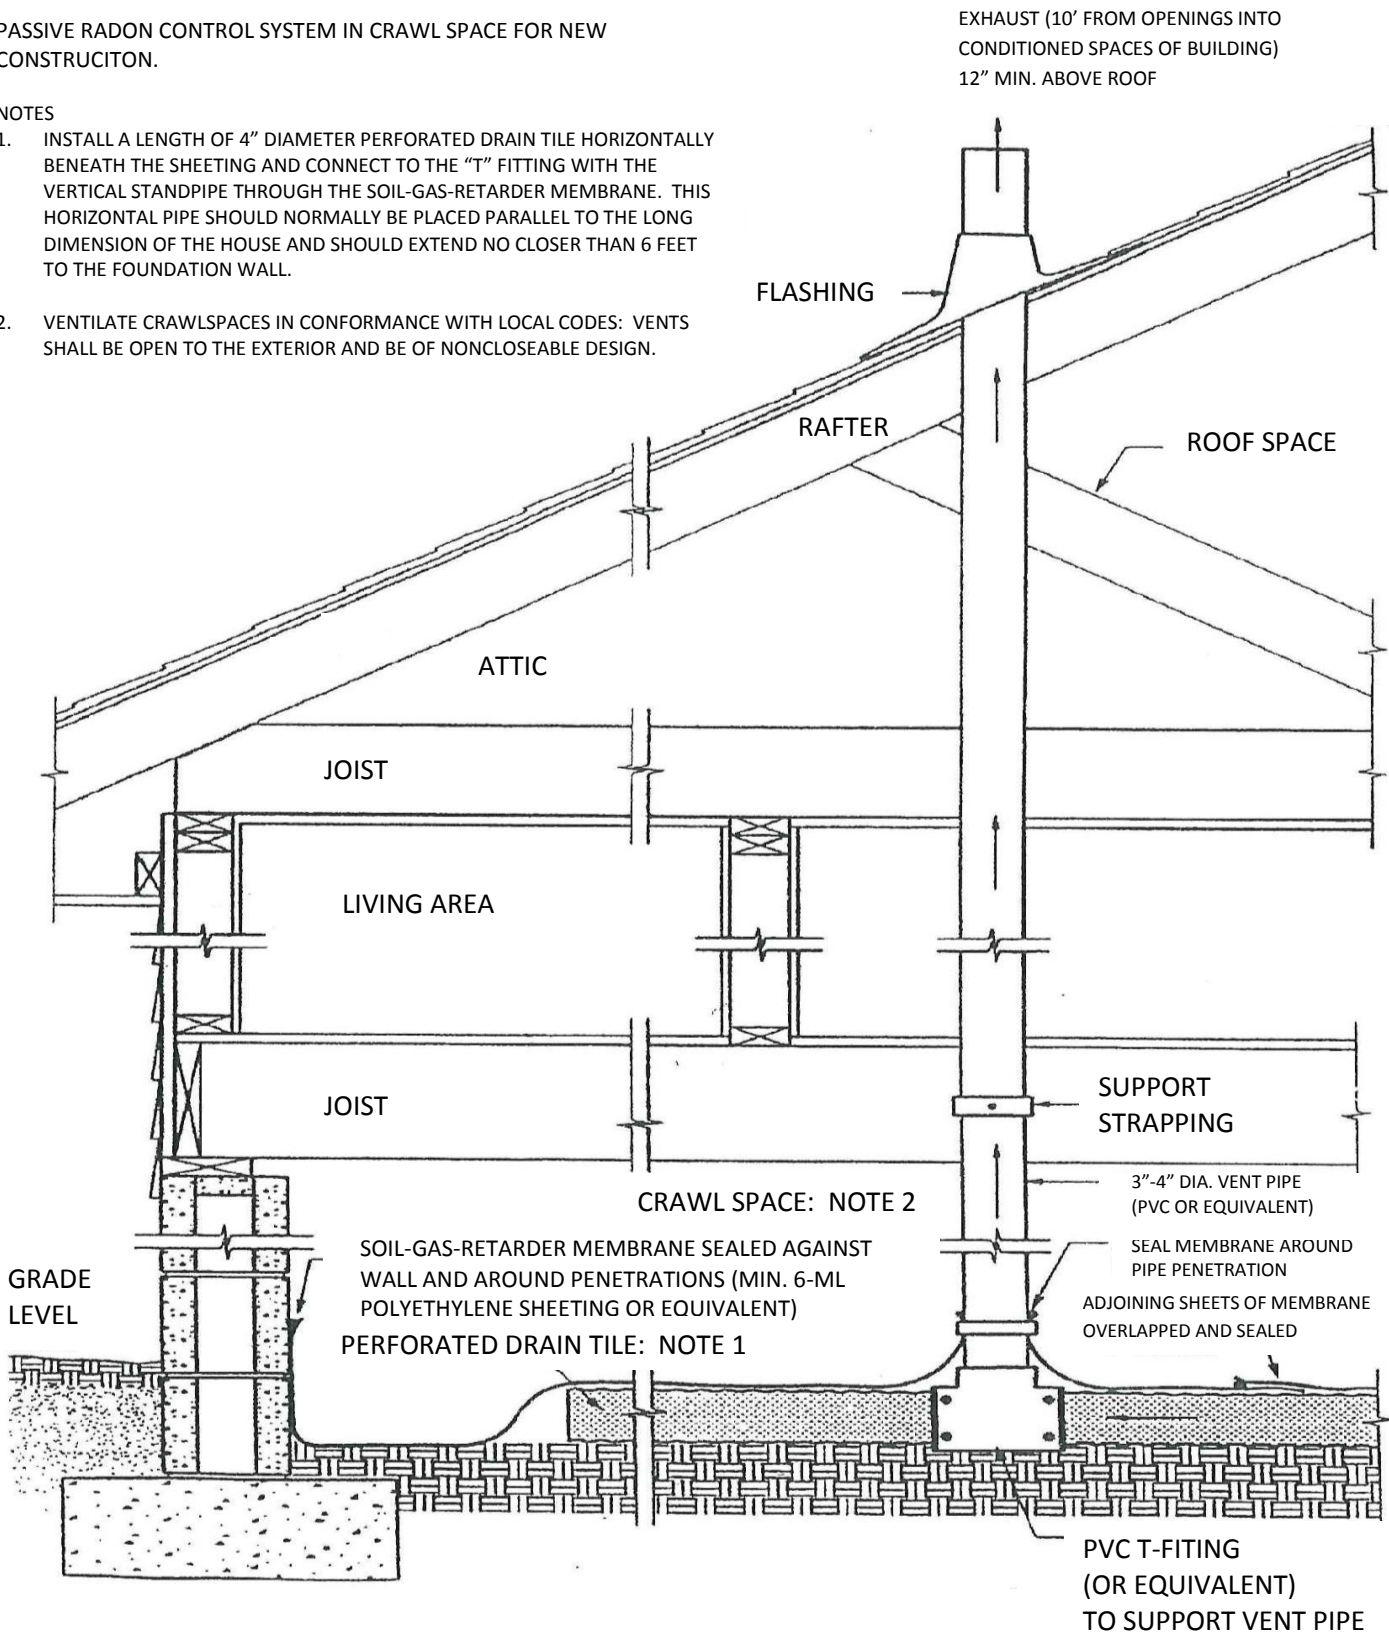 PASSIVE RADON CONTROL SYSTEM IN CRAWL SPACE FOR NEW
CONSTRUCITON.
EXHAUST (10’ FROM OPENINGS INTO
CONDITIONED SPACES OF BUILDING)
12” MIN. ABOVE ROOF
NOTES
1. INSTALL A LENGTH OF 4” DIAMETER PERFORATED DRAIN TILE HORIZONTALLY
BENEATH THE SHEETING AND CONNECT TO THE “T” FITTING WITH THE
VERTICAL STANDPIPE THROUGH THE SOIL-GAS-RETARDER MEMBRANE. THIS
HORIZONTAL PIPE SHOULD NORMALLY BE PLACED PARALLEL TO THE LONG
DIMENSION OF THE HOUSE AND SHOULD EXTEND NO CLOSER THAN 6 FEET
TO THE FOUNDATION WALL.
2. VENTILATE CRAWLSPACES IN CONFORMANCE WITH LOCAL CODES: VENTS
SHALL BE OPEN TO THE EXTERIOR AND BE OF NONCLOSEABLE DESIGN.
FLASHING
RAFTER
ROOF SPACE
ATTIC
JOIST
LIVING AREA
JOIST
SUPPORT
STRAPPING
3”-4” DIA. VENT PIPE
(PVC OR EQUIVALENT)
CRAWL SPACE: NOTE 2
SEAL MEMBRANE AROUND
PIPE PENETRATION
SOIL-GAS-RETARDER MEMBRANE SEALED AGAINST
WALL AND AROUND PENETRATIONS (MIN. 6-ML
POLYETHYLENE SHEETING OR EQUIVALENT)
GRADE
LEVEL
ADJOINING SHEETS OF MEMBRANE
OVERLAPPED AND SEALED
PERFORATED DRAIN TILE: NOTE 1
PVC T-FITING
(OR EQUIVALENT)
TO SUPPORT VENT PIPE